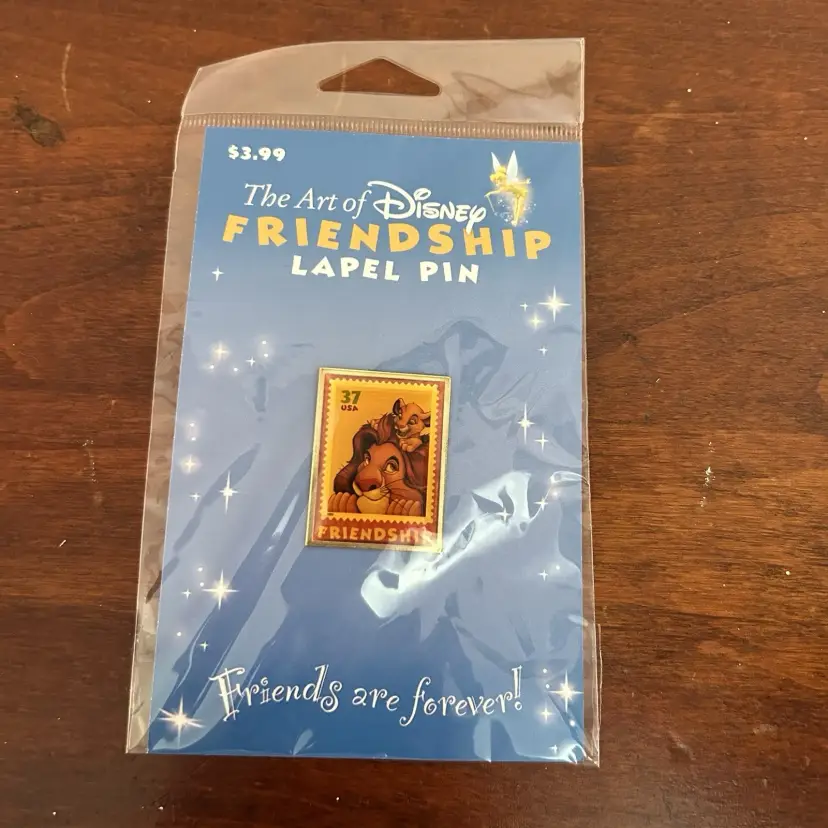 $3.99
The Art of Disney
FRIENDSHIP
LAPEL PIN
37
USA
FRIENDSHIP
Friends are forever!